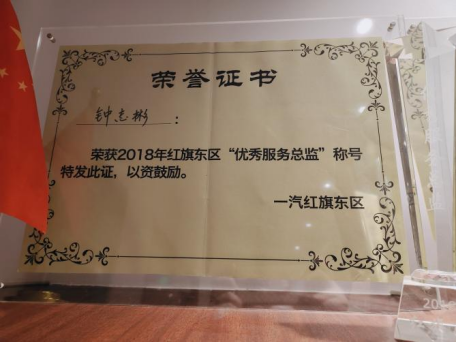 荣誉证书
钟志彬：
荣获2018年红旗东区“优秀服务总监”称号
特发此证，以资鼓励。
一汽红旗东区